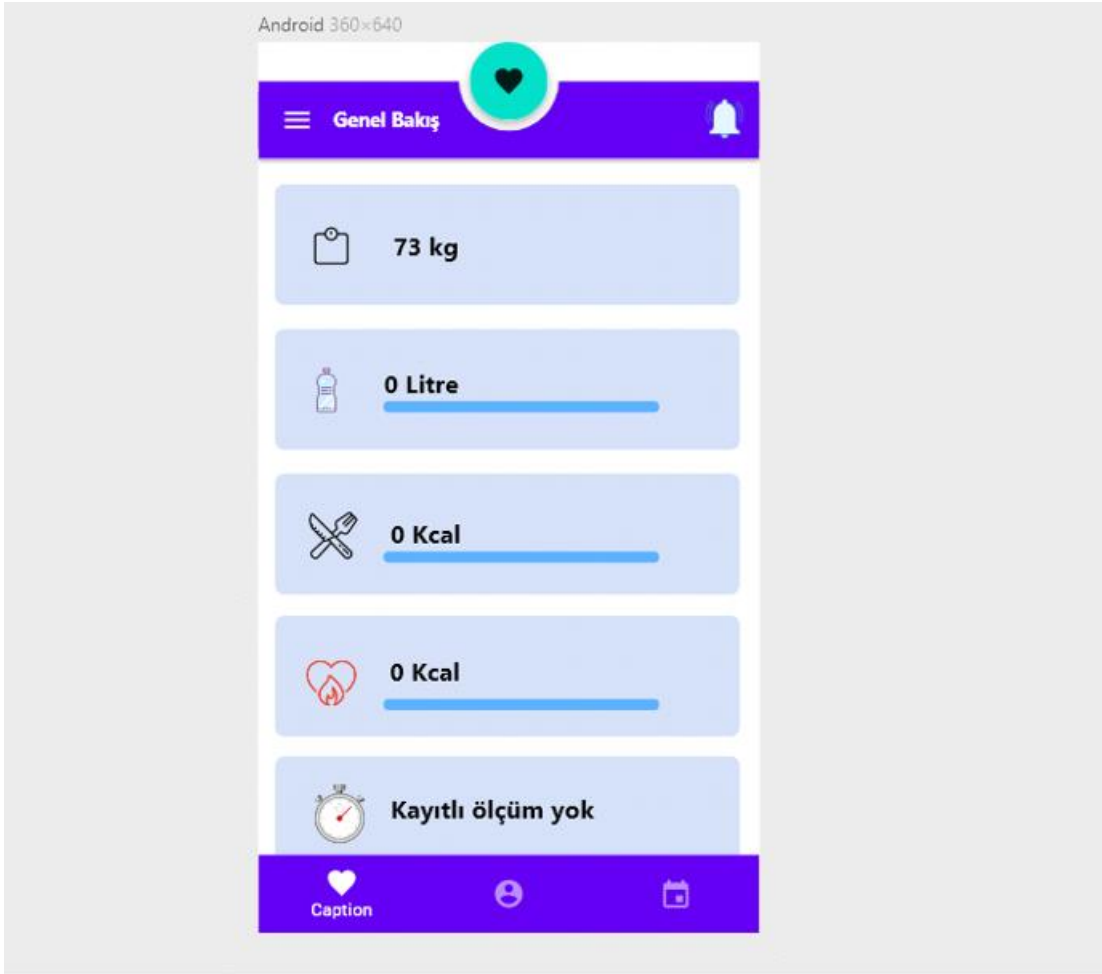 Android 360×640
Genel Bakış
73 kg
0 Litre
0 Kcal
0 Kcal
Kayıtlı ölçüm yok
Caption